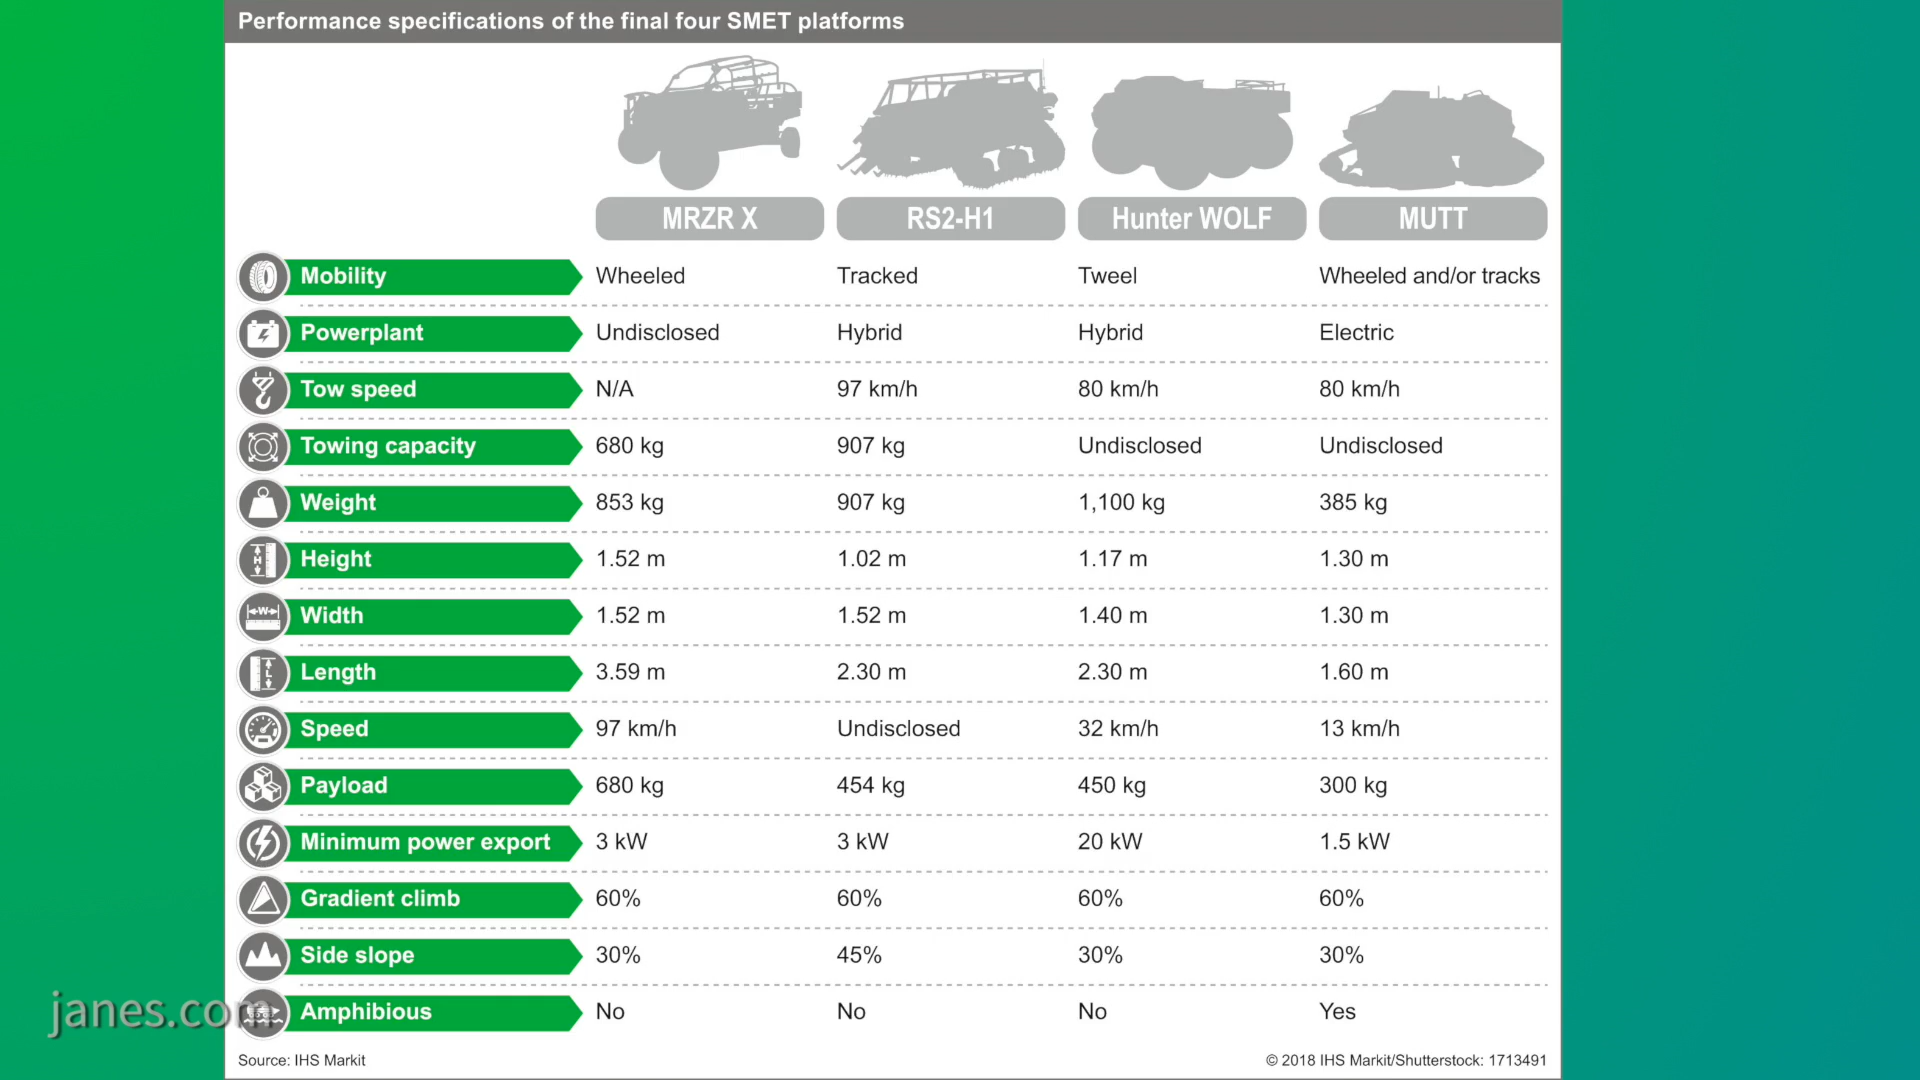 Performance specifications of the final four SMET platforms
MRZR X RS2-H1 Hunter WOLF MUTT
Mobility Wheeled Tracked Tweel Wheeled and/or tracks
Powerplant Undisclosed Hybrid Hybrid Electric
Tow speed N/A 97 km/h 80 km/h 80 km/h
Towing capacity 680 kg 907 kg Undisclosed Undisclosed
Weight 853 kg 907 kg 1,100 kg 385 kg
H Height 1.52 m 1.02 m 1.17 m 1.30 m
W Width 1.52 m 1.52 m 1.40 m 1.30 m
L Length 3.59 m 2.30 m 2.30 m 1.60 m
Speed 97 km/h Undisclosed 32 km/h 13 km/h
Payload 680 kg 454 kg 450 kg 300 kg
Minimum power export 3 kW 3 kW 20 kW 1.5 kW
Gradient climb 60% 60% 60% 60%
Side slope 30% 45% 30% 30%
janes.com
Amphibious No No No Yes
Source: IHS Markit © 2018 IHS Markit/Shutterstock: 1713491